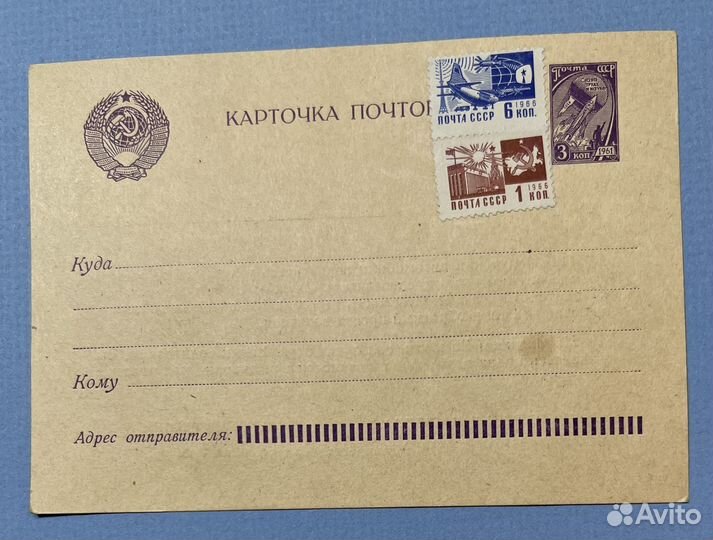 КАРТОЧКА ПОЧТОВ
ПОЧТА СССР
1966
6 КОП.
ПОЧТА СССР
1966
1 КОП.
Почта СССР
3 КОП.
1961
Куда
Кому
Адрес отправителя:
Avito